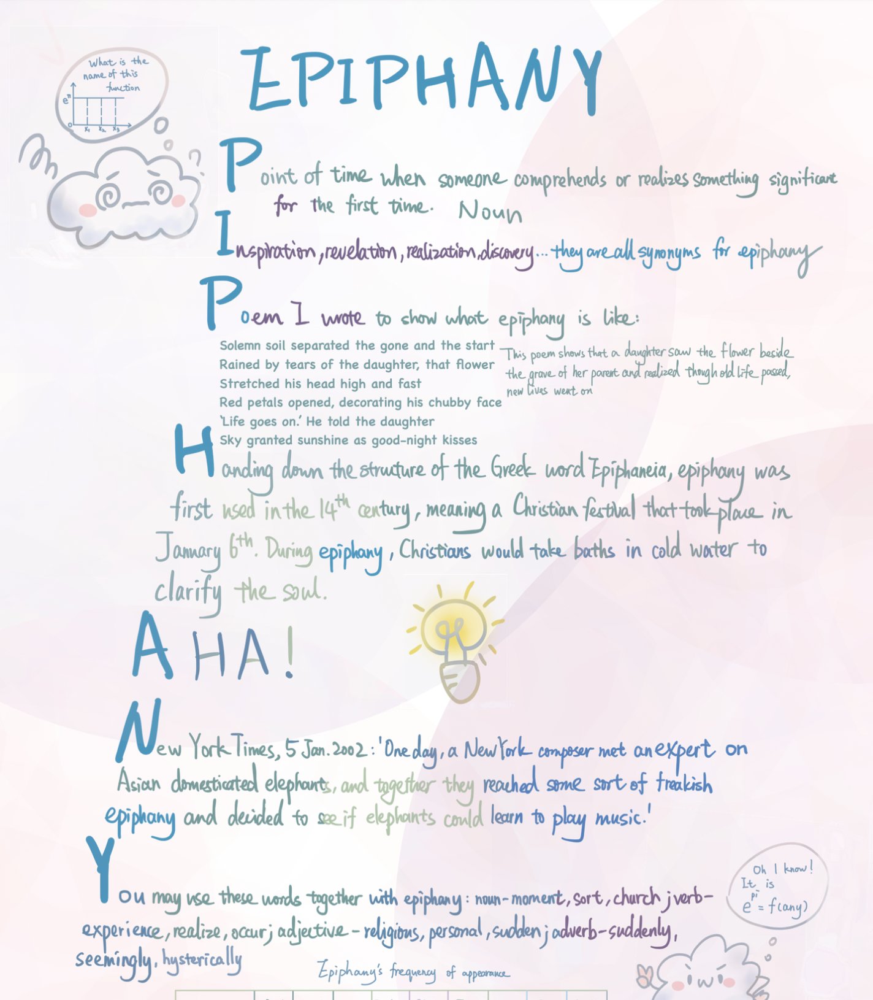 What is the
name of this
function
e^π
0 x₁ x₂ x₃
EPIPHANY
Point of time when someone comprehends or realizes something significant
for the first time. Noun
Inspiration, revelation, realization, discovery... they are all synonyms for epiphany
Poem I wrote to show what epiphany is like:
Solemn soil separated the gone and the start
Rained by tears of the daughter, that flower
Stretched his head high and fast
Red petals opened, decorating his chubby face
'Life goes on.' He told the daughter
Sky granted sunshine as good-night kisses
This poem shows that a daughter saw the flower beside
the grave of her parent and realized though old life passed,
new lives went on
Handing down the structure of the Greek word Epiphaneia, epiphany was
first used in the 14th century, meaning a Christian festival that took place in
January 6th. During epiphany, Christians would take baths in cold water to
clarify the soul.
AHA!
New York Times, 5 Jan. 2002: 'One day, a New York composer met an expert on
Asian domesticated elephants, and together they reached some sort of freakish
epiphany and decided to see if elephants could learn to play music.'
You may use these words together with epiphany: noun-moment, sort, church; verb-
experience, realize, occur; adjective-religious, personal, sudden; adverb-suddenly,
seemingly, hysterically
Oh I know!
It is
e^pi = f(any)
Epiphany's frequency of appearance